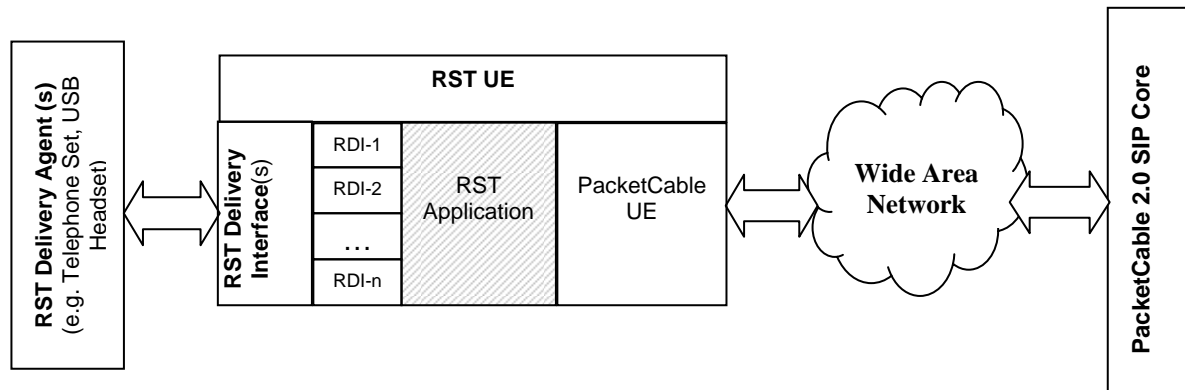 RST Delivery Agent (s)
(e.g. Telephone Set, USB
Headset)
RST UE
RST Delivery
Interface(s)
RDI-1
RDI-2
...
RDI-n
RST
Application
PacketCable
UE
Wide Area
Network
PacketCable 2.0 SIP Core